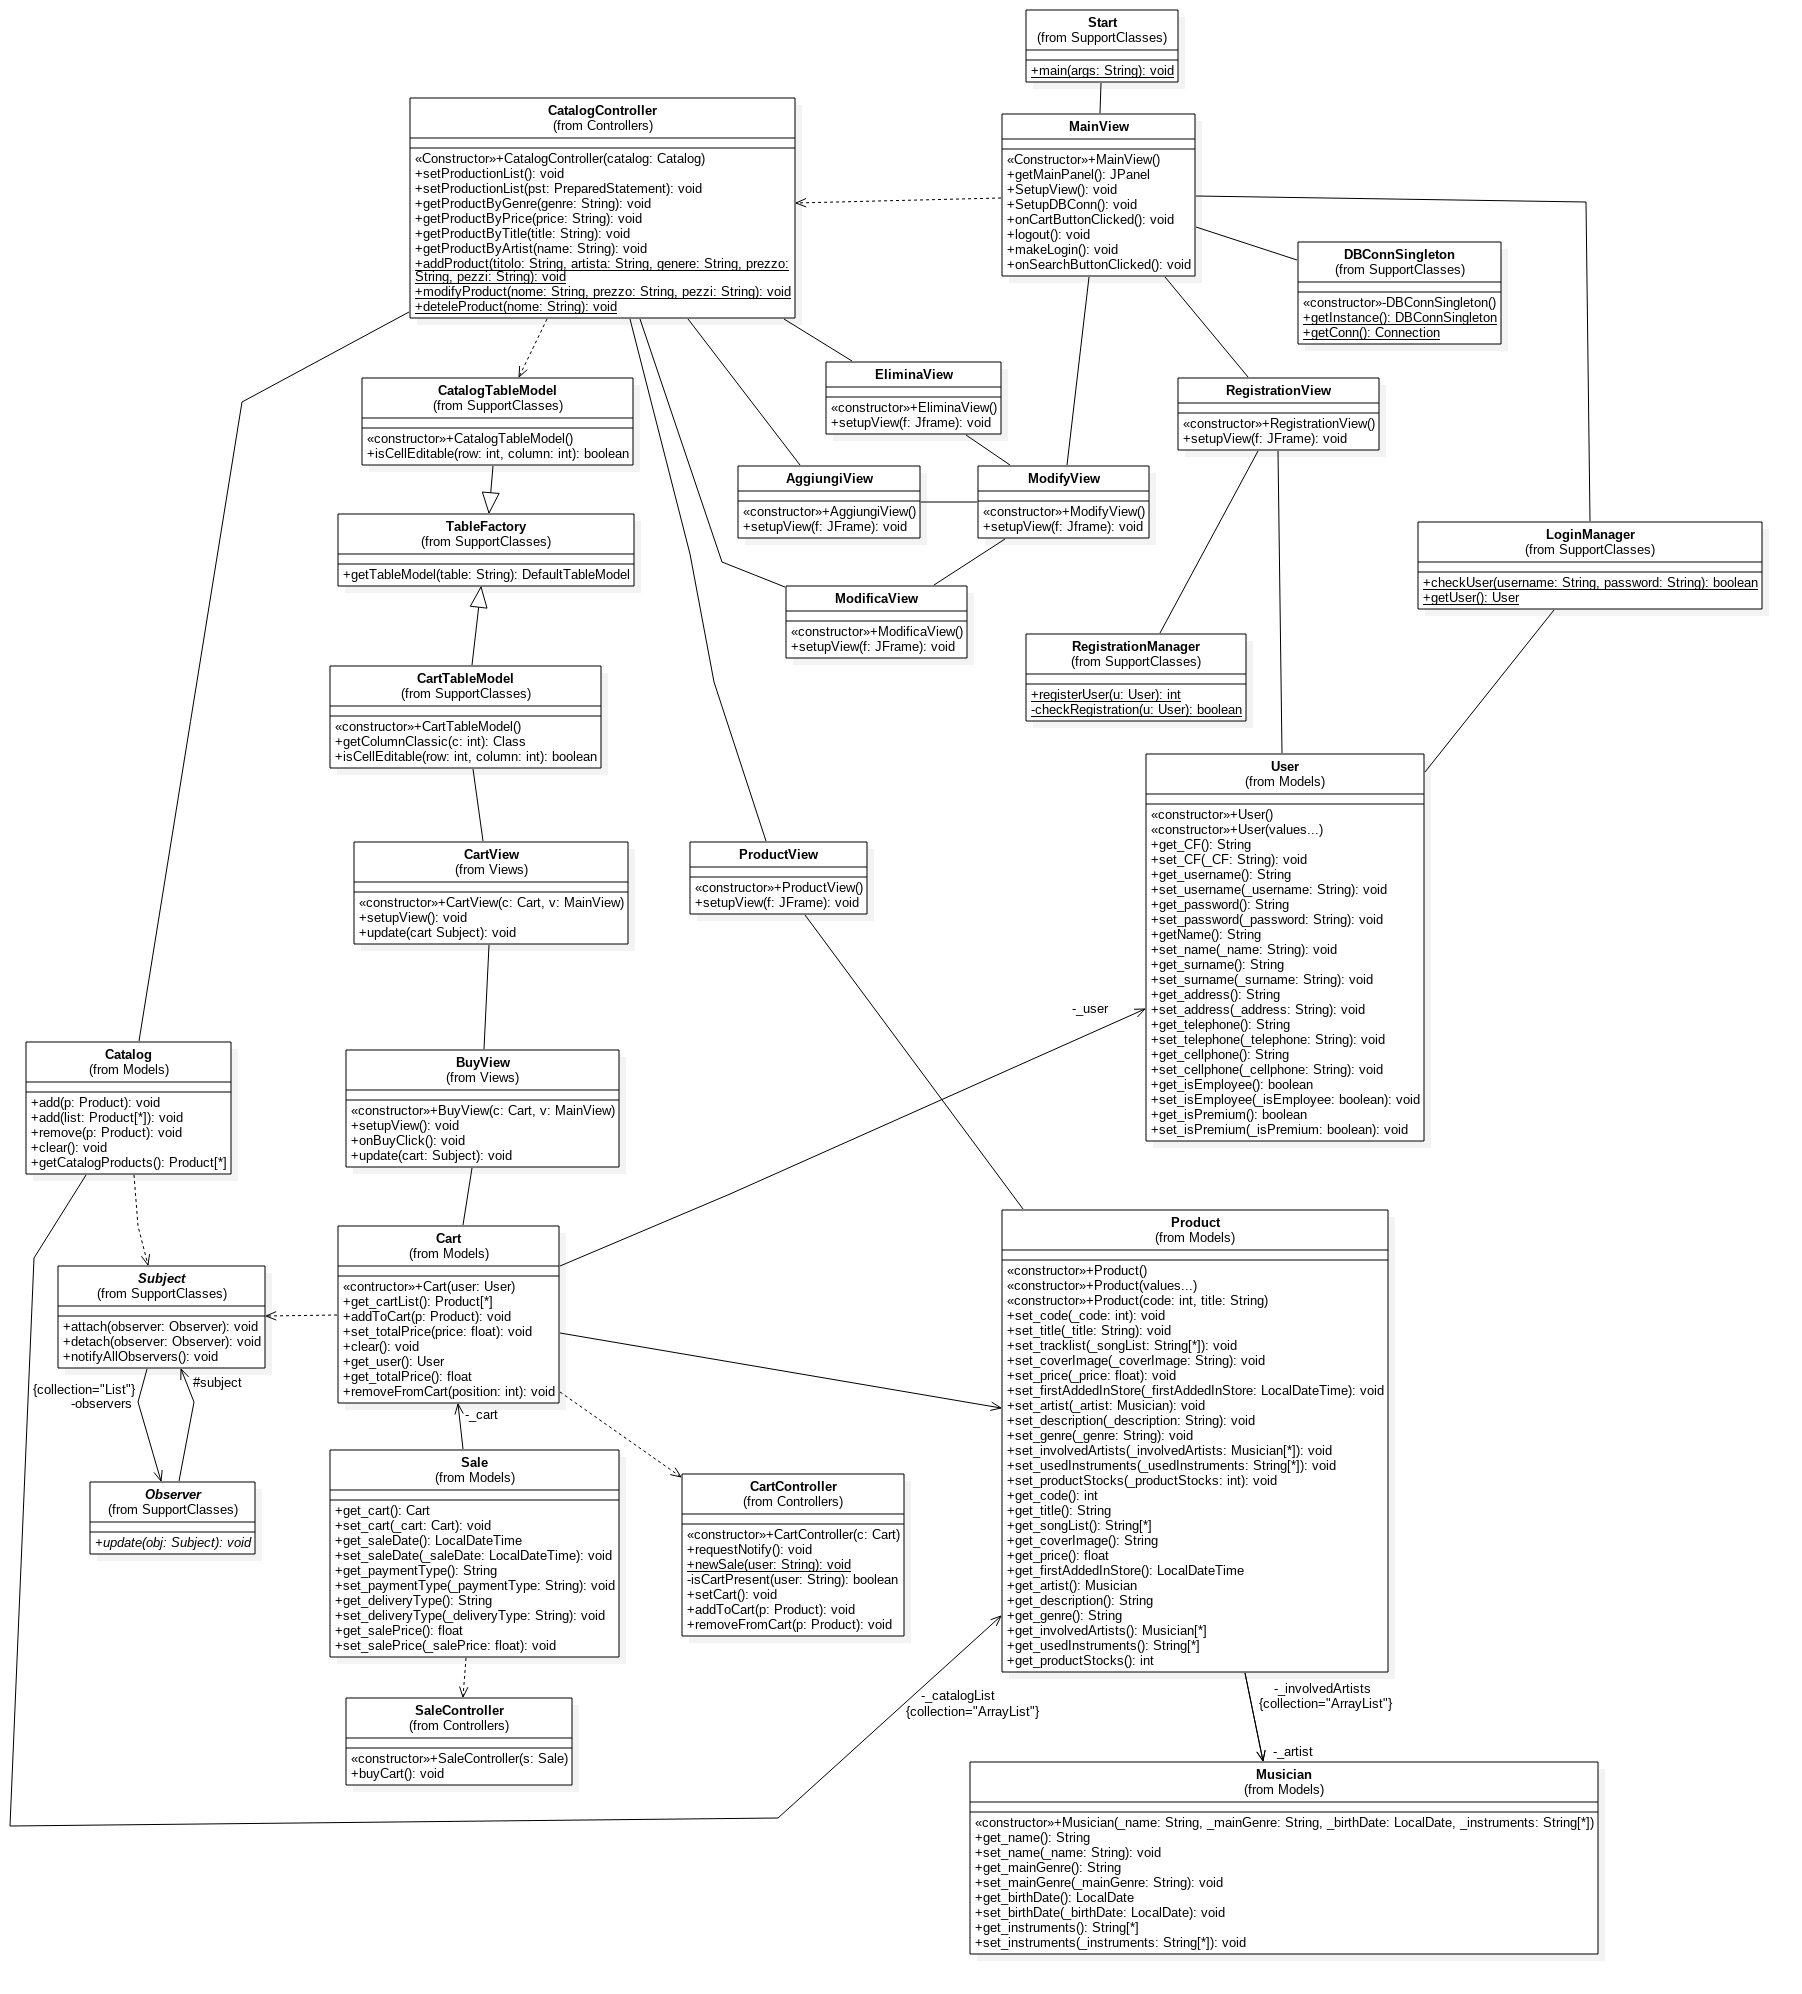 Start
(from SupportClasses)
+main(args: String): void
CatalogController
(from Controllers)
«Constructor»+CatalogController(catalog: Catalog)
+setProductionList(): void
+setProductionList(pst: PreparedStatement): void
+getProductByGenre(genre: String): void
+getProductByPrice(price: String): void
+getProductByTitle(title: String): void
+getProductByArtist(name: String): void
+addProduct(titolo: String, artista: String, genere: String, prezzo:
String, pezzi: String): void
+modifyProduct(nome: String, prezzo: String, pezzi: String): void
+deteleProduct(nome: String): void
MainView
«Constructor»+MainView()
+getMainPanel(): JPanel
+SetupView(): void
+SetupDBConn(): void
+onCartButtonClicked(): void
+logout(): void
+makeLogin(): void
+onSearchButtonClicked(): void
DBConnSingleton
(from SupportClasses)
«constructor»-DBConnSingleton()
+getInstance(): DBConnSingleton
+getConn(): Connection
CatalogTableModel
(from SupportClasses)
«constructor»+CatalogTableModel()
+isCellEditable(row: int, column: int): boolean
EliminaView
«constructor»+EliminaView()
+setupView(f: Jframe): void
RegistrationView
«constructor»+RegistrationView()
+setupView(f: JFrame): void
AggiungiView
«constructor»+AggiungiView()
+setupView(f: JFrame): void
ModifyView
«constructor»+ModifyView()
+setupView(f: Jframe): void
TableFactory
(from SupportClasses)
+getTableModel(table: String): DefaultTableModel
LoginManager
(from SupportClasses)
+checkUser(username: String, password: String): boolean
+getUser(): User
ModificaView
«constructor»+ModificaView()
+setupView(f: JFrame): void
RegistrationManager
(from SupportClasses)
+registerUser(u: User): int
-checkRegistration(u: User): boolean
CartTableModel
(from SupportClasses)
«constructor»+CartTableModel()
+getColumnClassic(c: int): Class
+isCellEditable(row: int, column: int): boolean
User
(from Models)
«constructor»+User()
«constructor»+User(values...)
+get_CF(): String
+set_CF(_CF: String): void
+get_username(): String
+set_username(_username: String): void
+get_password(): String
+set_password(_password: String): void
+getName(): String
+set_name(_name: String): void
+get_surname(): String
+set_surname(_surname: String): void
+get_address(): String
+set_address(_address: String): void
+get_telephone(): String
+set_telephone(_telephone: String): void
+get_cellphone(): String
+set_cellphone(_cellphone: String): void
+get_isEmployee(): boolean
+set_isEmployee(_isEmployee: boolean): void
+get_isPremium(): boolean
+set_isPremium(_isPremium: boolean): void
CartView
(from Views)
«constructor»+CartView(c: Cart, v: MainView)
+setupView(): void
+update(cart Subject): void
ProductView
«constructor»+ProductView()
+setupView(f: JFrame): void
-_user
Catalog
(from Models)
+add(p: Product): void
+add(list: Product[*]): void
+remove(p: Product): void
+clear(): void
+getCatalogProducts(): Product[*]
BuyView
(from Views)
«constructor»+BuyView(c: Cart, v: MainView)
+setupView(): void
+onBuyClick(): void
+update(cart: Subject): void
Cart
(from Models)
«contructor»+Cart(user: User)
+get_cartList(): Product[*]
+addToCart(p: Product): void
+set_totalPrice(price: float): void
+clear(): void
+get_user(): User
+get_totalPrice(): float
+removeFromCart(position: int): void
Product
(from Models)
«constructor»+Product()
«constructor»+Product(values...)
«constructor»+Product(code: int, title: String)
+set_code(_code: int): void
+set_title(_title: String): void
+set_tracklist(_songList: String[*]): void
+set_coverImage(_coverImage: String): void
+set_price(_price: float): void
+set_firstAddedInStore(_firstAddedInStore: LocalDateTime): void
+set_artist(_artist: Musician): void
+set_description(_description: String): void
+set_genre(_genre: String): void
+set_involvedArtists(_involvedArtists: Musician[*]): void
+set_usedInstruments(_usedInstruments: String[*]): void
+set_productStocks(_productStocks: int): void
+get_code(): int
+get_title(): String
+get_songList(): String[*]
+get_coverImage(): String
+get_price(): float
+get_firstAddedInStore(): LocalDateTime
+get_artist(): Musician
+get_description(): String
+get_genre(): String
+get_involvedArtists(): Musician[*]
+get_usedInstruments(): String[*]
+get_productStocks(): int
Subject
(from SupportClasses)
+attach(observer: Observer): void
+detach(observer: Observer): void
+notifyAllObservers(): void
{collection="List"}
-observers
#subject
-_cart
Observer
(from SupportClasses)
+update(obj: Subject): void
Sale
(from Models)
+get_cart(): Cart
+set_cart(_cart: Cart): void
+get_saleDate(): LocalDateTime
+set_saleDate(_saleDate: LocalDateTime): void
+get_paymentType(): String
+set_paymentType(_paymentType: String): void
+get_deliveryType(): String
+set_deliveryType(_deliveryType: String): void
+get_salePrice(): float
+set_salePrice(_salePrice: float): void
CartController
(from Controllers)
«constructor»+CartController(c: Cart)
+requestNotify(): void
+newSale(user: String): void
-isCartPresent(user: String): boolean
+setCart(): void
+addToCart(p: Product): void
+removeFromCart(p: Product): void
SaleController
(from Controllers)
«constructor»+SaleController(s: Sale)
+buyCart(): void
-_catalogList
{collection="ArrayList"}
-_involvedArtists
{collection="ArrayList"}
-_artist
Musician
(from Models)
«constructor»+Musician(_name: String, _mainGenre: String, _birthDate: LocalDate, _instruments: String[*])
+get_name(): String
+set_name(_name: String): void
+get_mainGenre(): String
+set_mainGenre(_mainGenre: String): void
+get_birthDate(): LocalDate
+set_birthDate(_birthDate: LocalDate): void
+get_instruments(): String[*]
+set_instruments(_instruments: String[*]): void